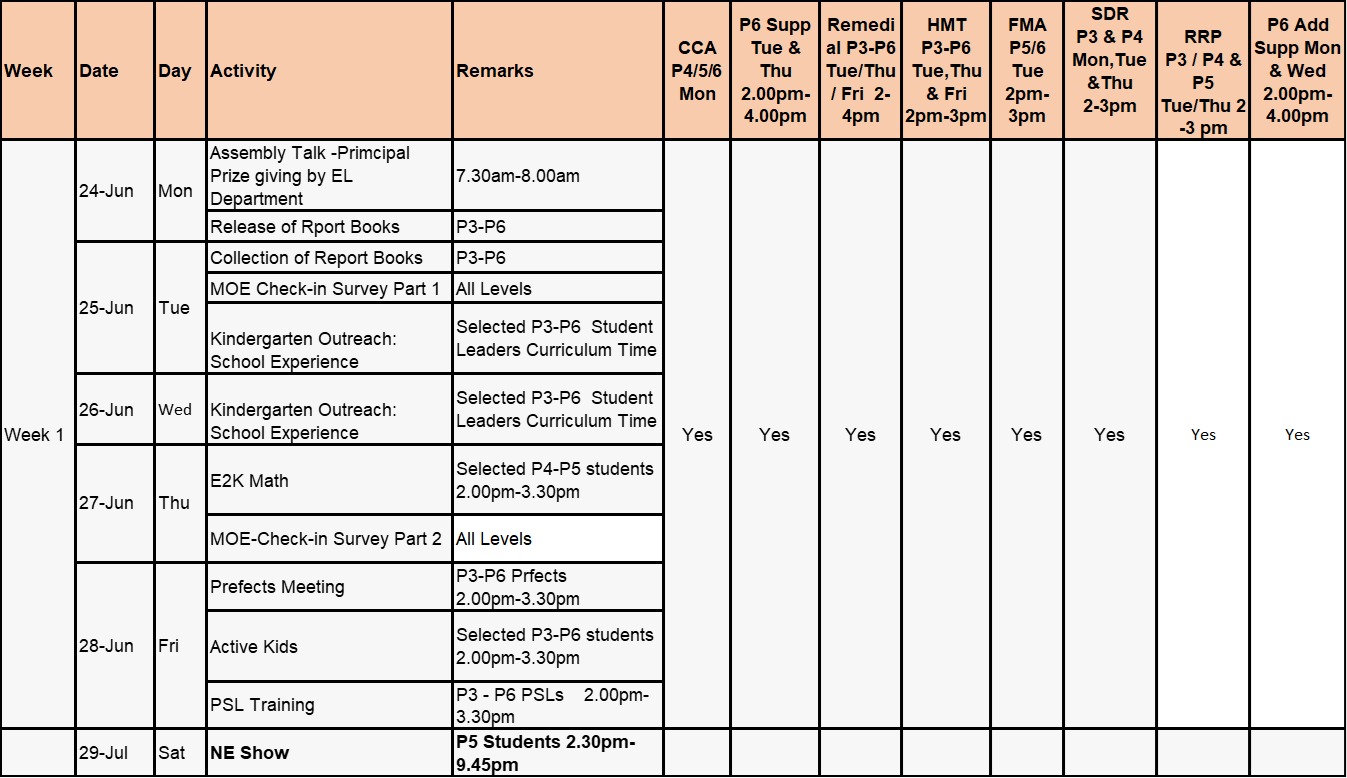 Week
Date
Day
Activity
Remarks
CCA
P4/5/6
Mon
P6 Supp
Tue &
Thu
2.00pm-
4.00pm
Remedi
al P3-P6
Tue/Thu
/ Fri 2-
4pm
HMT
P3-P6
Tue,Thu
& Fri
2pm-3pm
FMA
P5/6
Tue
2pm-
3pm
SDR
P3 & P4
Mon,Tue
&Thu
2-3pm
RRP
P3 / P4 &
P5
Tue/Thu 2
-3 pm
P6 Add
Supp Mon
& Wed
2.00pm-
4.00pm
Week 1
24-Jun
Mon
Assembly Talk -Primcipal
Prize giving by EL
Department
7.30am-8.00am
Release of Rport Books
P3-P6
25-Jun
Tue
Collection of Report Books
P3-P6
MOE Check-in Survey Part 1
All Levels
Kindergarten Outreach:
School Experience
Selected P3-P6 Student
Leaders Curriculum Time
26-Jun
Wed
Kindergarten Outreach:
School Experience
Selected P3-P6 Student
Leaders Curriculum Time
27-Jun
Thu
E2K Math
Selected P4-P5 students
2.00pm-3.30pm
MOE-Check-in Survey Part 2
All Levels
28-Jun
Fri
Prefects Meeting
P3-P6 Prfects
2.00pm-3.30pm
Active Kids
Selected P3-P6 students
2.00pm-3.30pm
PSL Training
P3 - P6 PSLs 2.00pm-
3.30pm
Yes
Yes
Yes
Yes
Yes
Yes
Yes
Yes
29-Jul
Sat
NE Show
P5 Students 2.30pm-
9.45pm